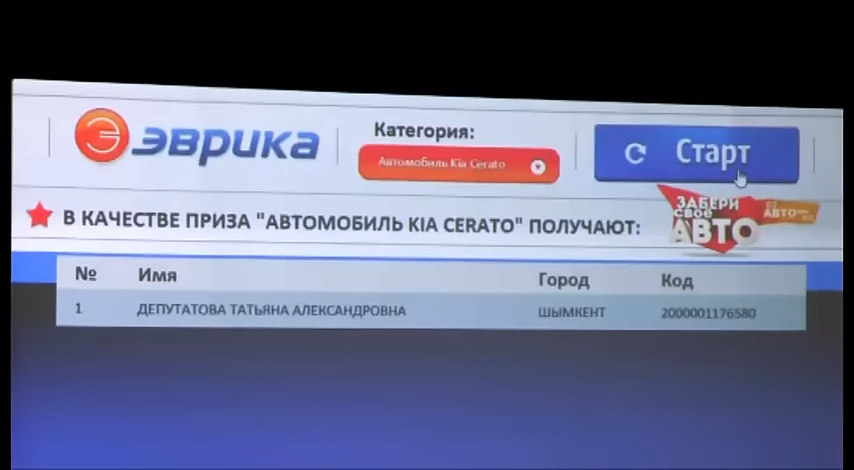 Э ЭВРИКА
Категория:
Автомобиль Kia Cerato
Старт
В КАЧЕСТВЕ ПРИЗА "АВТОМОБИЛЬ KIA CERATO" ПОЛУЧАЮТ:
ЗАБЕРИ
СВОЕ
АВТО
АВТО
№ Имя Город Код
1 ДЕПУТАТОВА ТАТЬЯНА АЛЕКСАНДРОВНА ШЫМКЕНТ 2000001176580